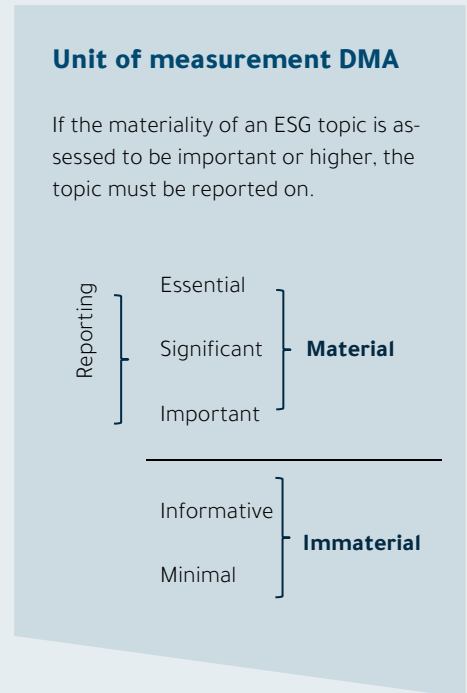 Unit of measurement DMA
If the materiality of an ESG topic is as-
sessed to be important or higher, the
topic must be reported on.
Reporting
Essential
Significant
Important
Material
Informative
Minimal
Immaterial